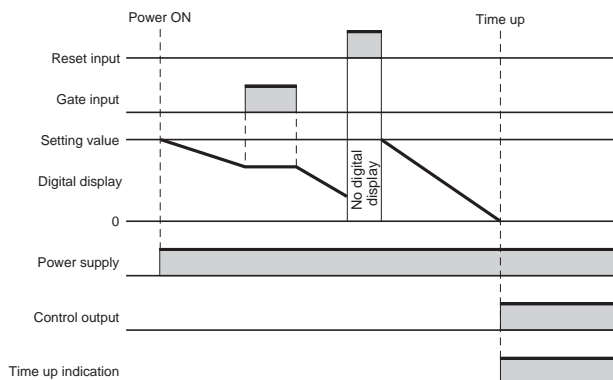 Power ON
Time up
Reset input
Gate input
Setting value
Digital display
No digital
display
0
Power supply
Control output
Time up indication